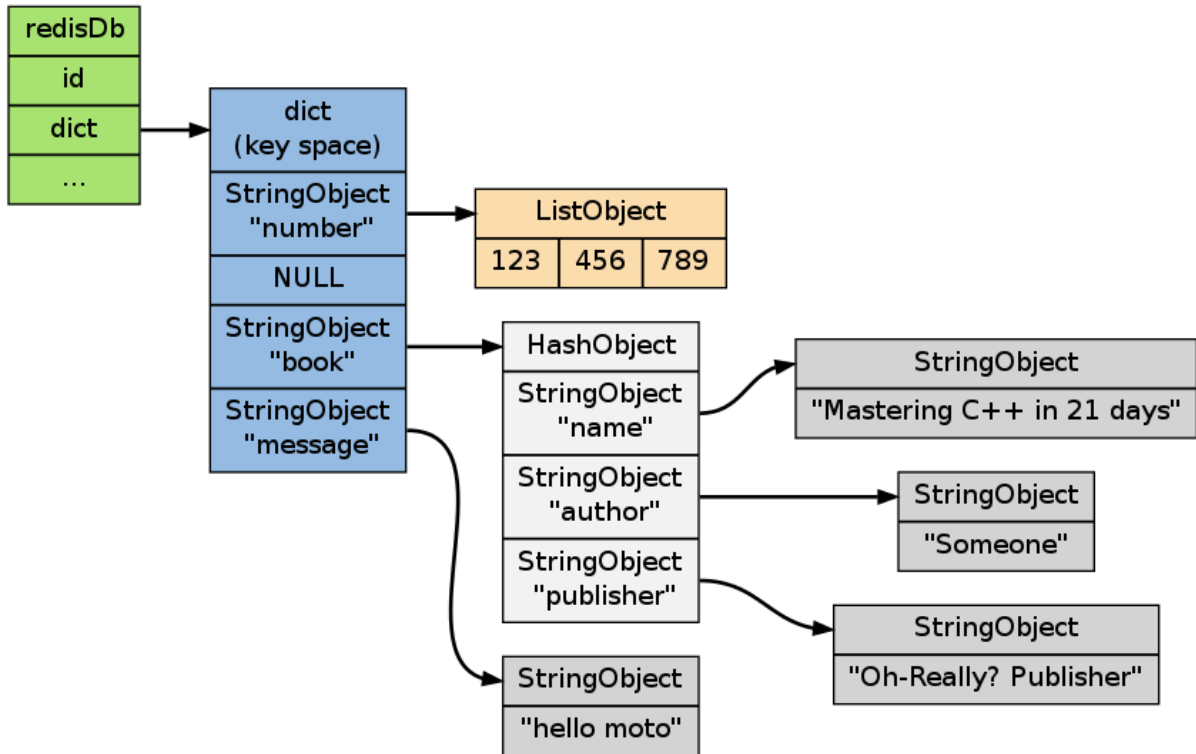 redisDb
id
dict
...
dict
(key space)
StringObject
"number"
NULL
StringObject
"book"
StringObject
"message"
ListObject
123 456 789
HashObject
StringObject
"name"
StringObject
"author"
StringObject
"publisher"
StringObject
"Mastering C++ in 21 days"
StringObject
"Someone"
StringObject
"Oh-Really? Publisher"
StringObject
"hello moto"